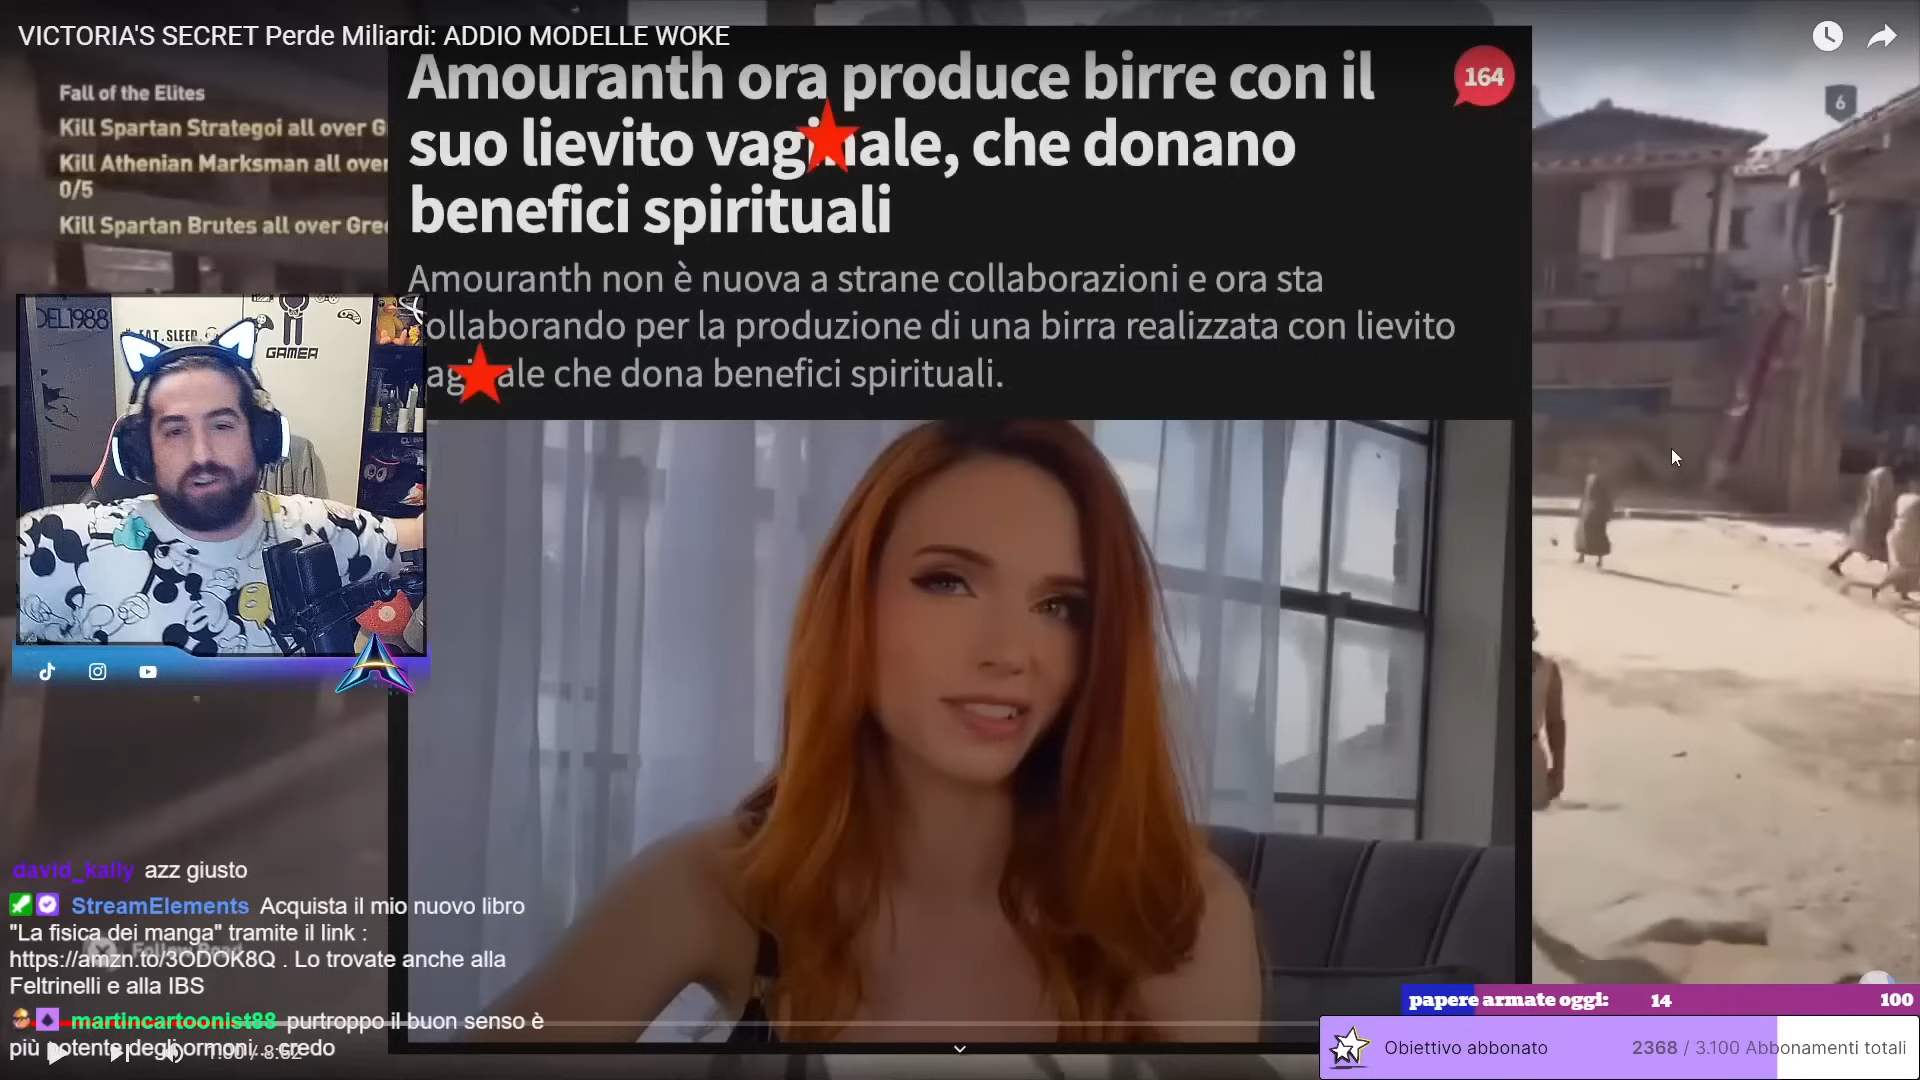 VICTORIA'S SECRET Perde Miliardi: ADDIO MODELLE WOKE
Fall of the Elites
Kill Spartan Strategoi all over G
Kill Athenian Marksman all over
0/5
Kill Spartan Brutes all over Gre
6
Amouranth ora produce birre con il
suo lievito vaginale, che donano
benefici spirituali
164
Amouranth non è nuova a strane collaborazioni e ora sta
collaborando per la produzione di una birra realizzata con lievito
ale che dona benefici spirituali.
DEL1988
EAT.SLEEP.
GAMER
david_kally azz giusto
StreamElements Acquista il mio nuovo libro
"La fisica dei manga" tramite il link :
https://amzn.to/3ODOK8Q . Lo trovate anche alla
Feltrinelli e alla IBS
martincartoonist88 purtroppo il buon senso è
più potente degli ormoni... credo
papere armate oggi: 14 100
Obiettivo abbonato 2368 / 3.100 Abbonamenti totali